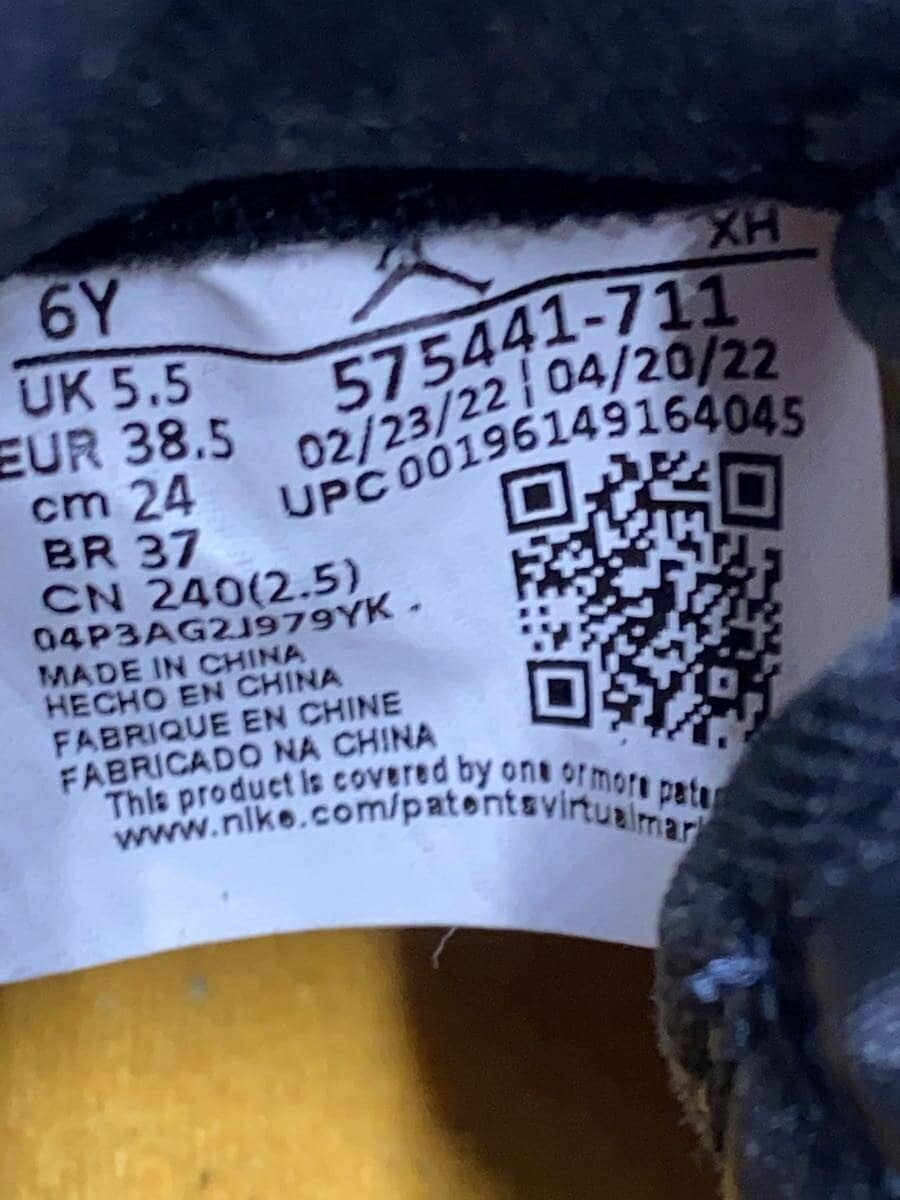 XH
6Y
575441-711
UK 5.5
02/23/22 | 04/20/22
EUR 38.5
UPC 00196149164045
cm 24
BR 37
CN 240(2.5)
04P3AG2J979YK
MADE IN CHINA
HECHO EN CHINA
FABRIQUE EN CHINE
FABRICADO NA CHINA
This product is covered by one or more
www.nike.com/patentsvirtualmar